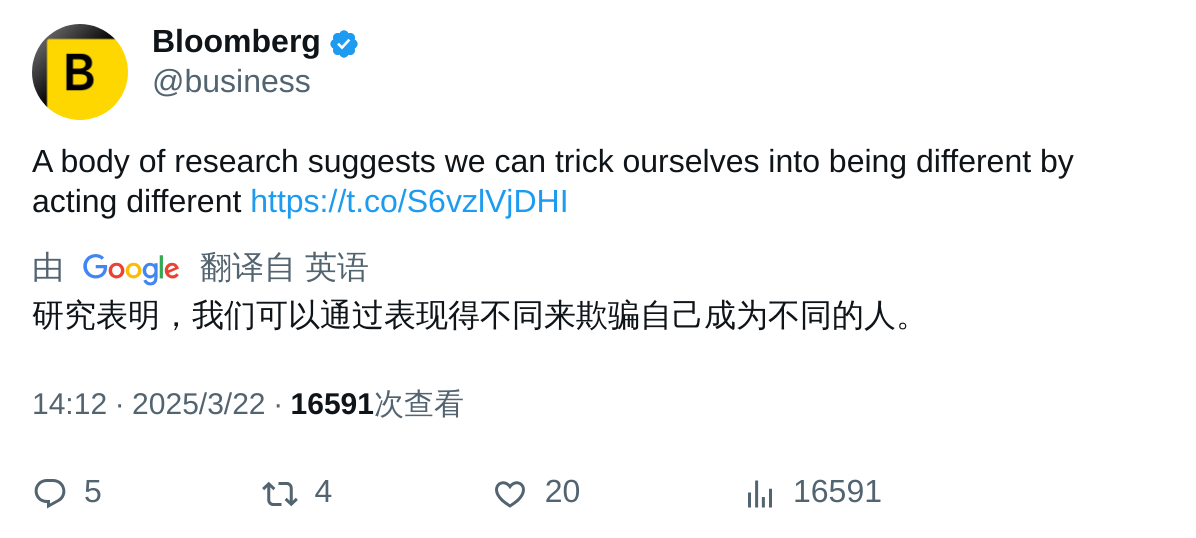 B
Bloomberg
@business
A body of research suggests we can trick ourselves into being different by
acting different https://t.co/S6vzlVjDHI
由 Google 翻译自 英语
研究表明，我们可以通过表现得不同来欺骗自己成为不同的人。
14:12 · 2025/3/22 · 16591次查看
5 4 20 16591